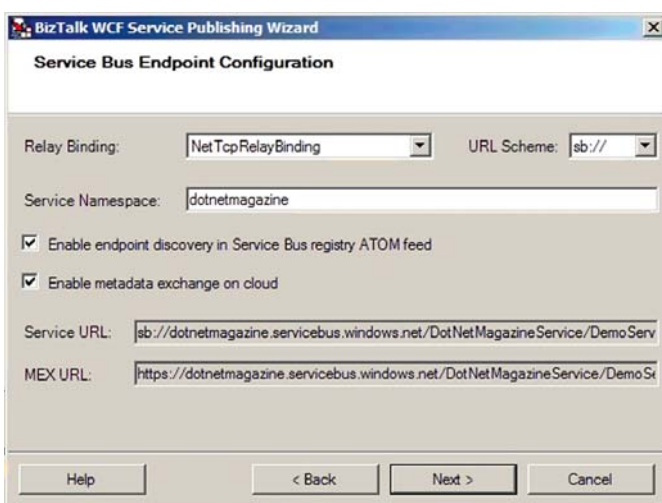 BizTalk WCF Service Publishing Wizard
Service Bus Endpoint Configuration
Relay Binding: NetTcpRelayBinding URL Scheme: sb://
Service Namespace: dotnetmagazine
Enable endpoint discovery in Service Bus registry ATOM feed
Enable metadata exchange on cloud
Service URL: sb://dotnetmagazine.servicebus.windows.net/DotNetMagazineService/DemoServ
MEX URL: https://dotnetmagazine.servicebus.windows.net/DotNetMagazineService/DemoSe
Help < Back Next > Cancel